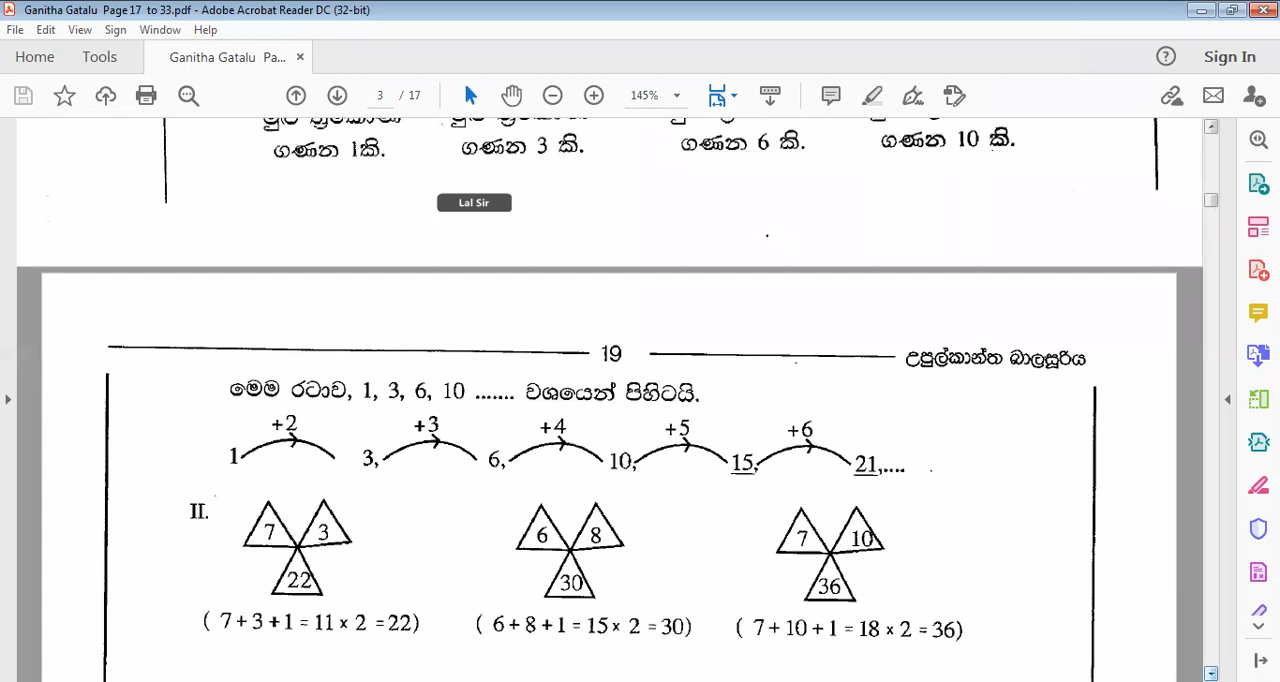 Ganitha Gatalu Page 17 to 33.pdf - Adobe Acrobat Reader DC (32-bit)
File Edit View Sign Window Help
Home Tools Ganitha Gatalu Pa... × Sign In
3 / 17 145%
ගණන 1කි. ගණන 3 කි. ගණන 6 කි. ගණන 10 කි.
Lal Sir
19 උපුල්කාන්ත බාලසූරිය
මෙම රටාව, 1, 3, 6, 10 ....... වශයෙන් පිහිටයි.
+2 +3 +4 +5 +6
1 3, 6, 10, 15, 21,....
II.
7 3 6 8 7 10
22 30 36
( 7 + 3 + 1 = 11 × 2 = 22) ( 6 + 8 + 1 = 15 × 2 = 30) ( 7 + 10 + 1 = 18 × 2 = 36)